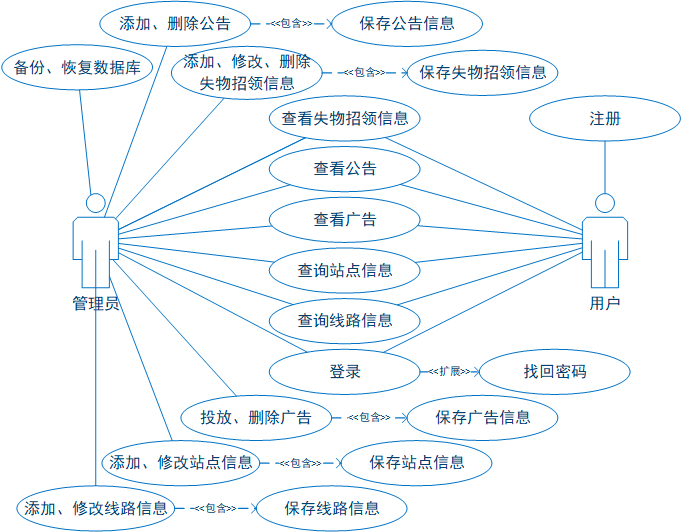 添加、删除公告
<<包含>>
保存公告信息
备份、恢复数据库
添加、修改、删除
失物招领信息
<<包含>>
保存失物招领信息
查看失物招领信息
注册
查看公告
查看广告
查询站点信息
管理员
用户
查询线路信息
登录
<<扩展>>
找回密码
投放、删除广告
<<包含>>
保存广告信息
添加、修改站点信息
<<包含>>
保存站点信息
添加、修改线路信息
<<包含>>
保存线路信息